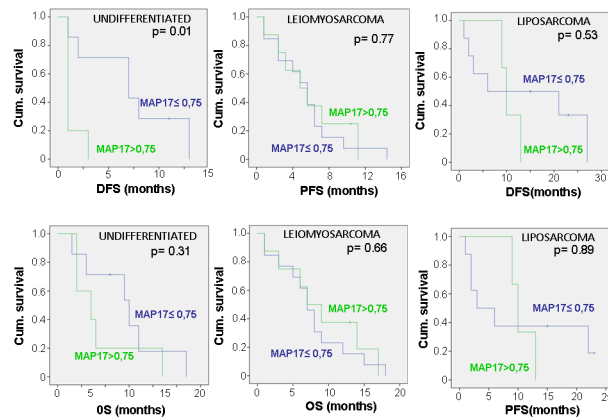 UNDIFFERENTIATED
p= 0.01
Cum. survival
1.0
0.8
0.6
0.4
0.2
0.0
MAP17≤ 0,75
MAP17>0,75
0
5
10
15
DFS (months)
LEIOMYOSARCOMA
p = 0.77
Cum. survival
1.0
0.8
0.6
0.4
0.2
0.0
MAP17>0,75
MAP17≤ 0,75
0
4
8
12
16
PFS (months)
LIPOSARCOMA
p = 0.53
Cum. survival
1.0
0.8
0.6
0.4
0.2
0.0
MAP17≤ 0,75
MAP17>0,75
0
10
20
30
DFS(months)
UNDIFFERENTIATED
p = 0.31
Cum. survival
1.0
0.8
0.6
0.4
0.2
0.0
MAP17≤ 0,75
MAP17>0,75
0
5
10
15
20
0S (months)
LEIOMYOSARCOMA
p = 0.66
Cum. survival
1.0
0.8
0.6
0.4
0.2
0.0
MAP17>0,75
MAP17≤ 0,75
0
5
10
15
20
OS (months)
LIPOSARCOMA
p = 0.89
Cum. survival
1.0
0.8
0.6
0.4
0.2
0.0
MAP17≤ 0,75
MAP17>0,75
0
5
10
15
20
PFS(months)